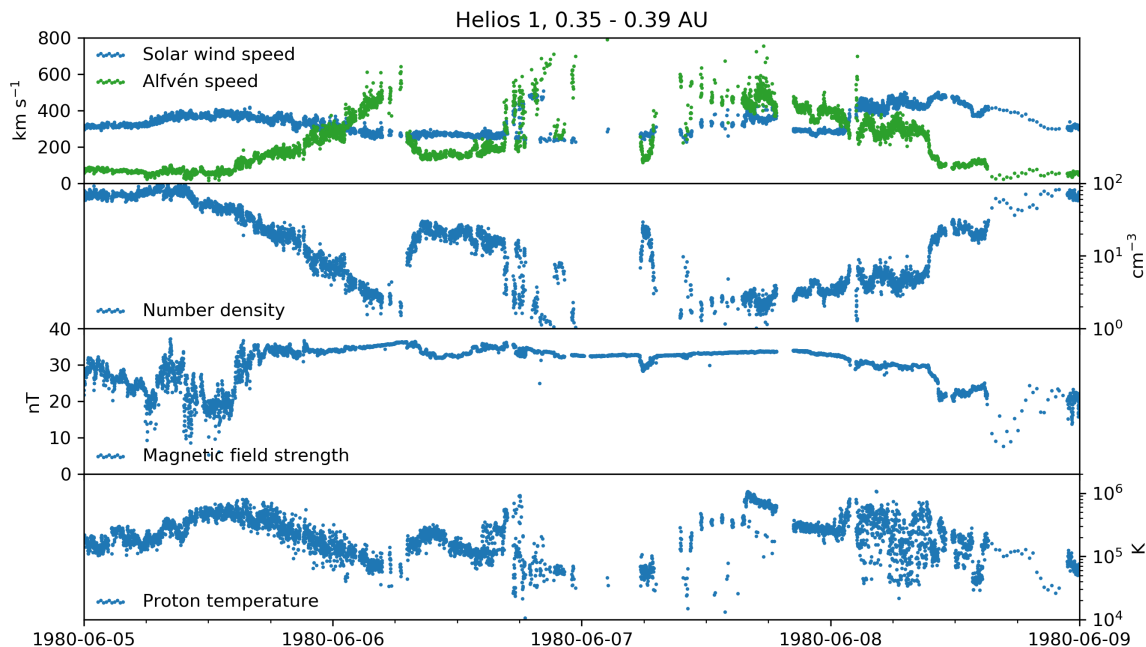 Helios 1, 0.35 - 0.39 AU
800
600
400
200
0
km s⁻¹
Solar wind speed
Alfvén speed
10²
10¹
10⁰
cm⁻³
Number density
40
30
20
10
0
nT
Magnetic field strength
10⁶
10⁵
10⁴
K
Proton temperature
1980-06-05 1980-06-06 1980-06-07 1980-06-08 1980-06-09